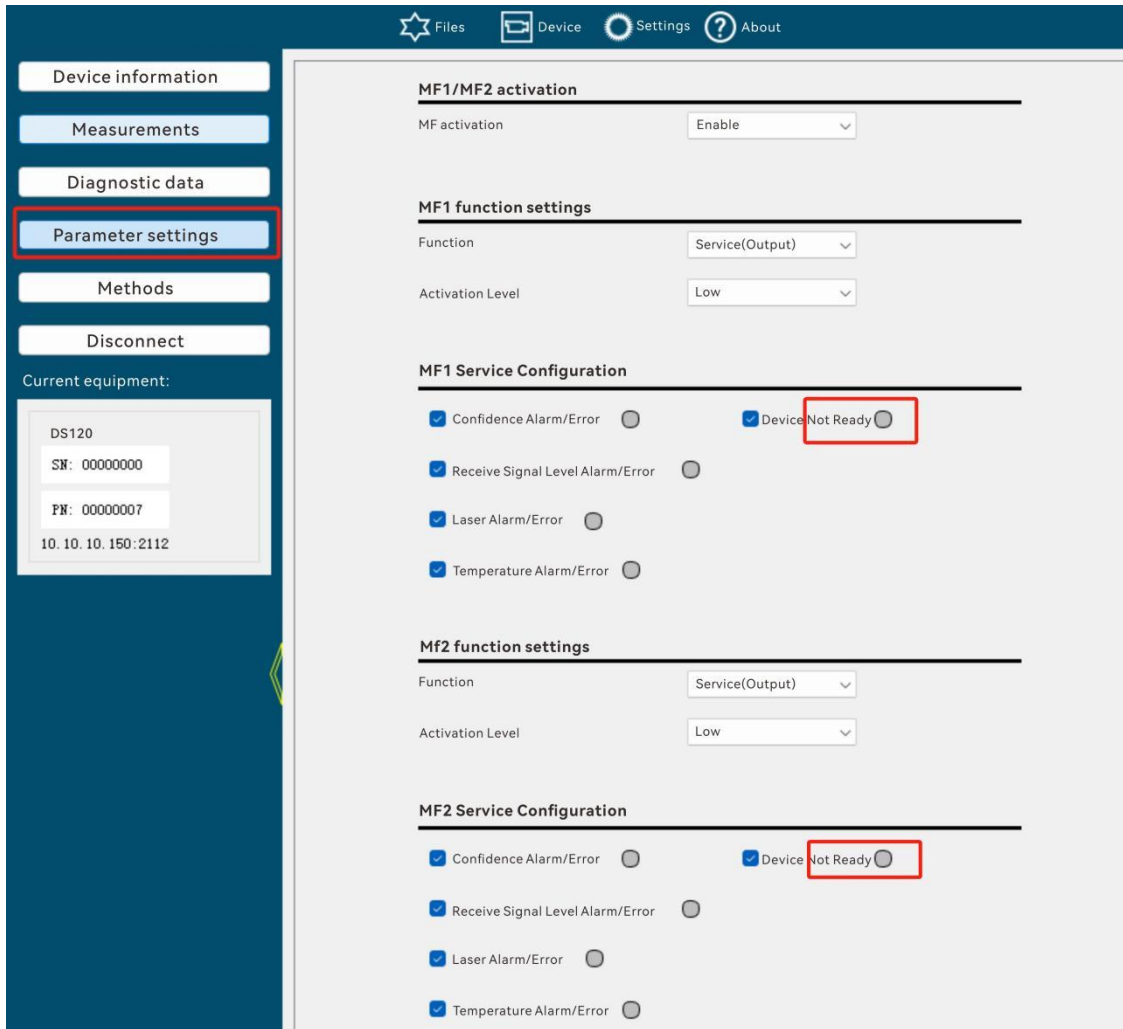 Files Device Settings About
Device information
Measurements
Diagnostic data
Parameter settings
Methods
Disconnect
Current equipment:
DS120
SN: 00000000
PN: 00000007
10.10.10.150:2112
MF1/MF2 activation
MF activation Enable
MF1 function settings
Function Service(Output)
Activation Level Low
MF1 Service Configuration
Confidence Alarm/Error Device Not Ready
Receive Signal Level Alarm/Error
Laser Alarm/Error
Temperature Alarm/Error
Mf2 function settings
Function Service(Output)
Activation Level Low
MF2 Service Configuration
Confidence Alarm/Error Device Not Ready
Receive Signal Level Alarm/Error
Laser Alarm/Error
Temperature Alarm/Error